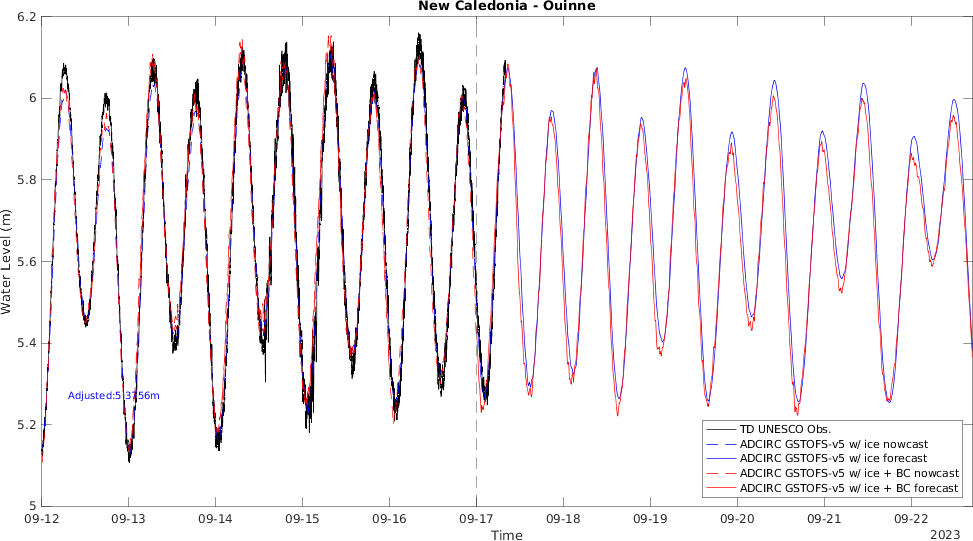 New Caledonia - Ouinne
6.2
6
5.8
5.6
5.4
5.2
5
Water Level (m)
Adjusted:5.3756m
TD UNESCO Obs.
ADCIRC GSTOFS-v5 w/ ice nowcast
ADCIRC GSTOFS-v5 w/ ice forecast
ADCIRC GSTOFS-v5 w/ ice + BC nowcast
ADCIRC GSTOFS-v5 w/ ice + BC forecast
09-12 09-13 09-14 09-15 09-16 09-17 09-18 09-19 09-20 09-21 09-22
Time
2023